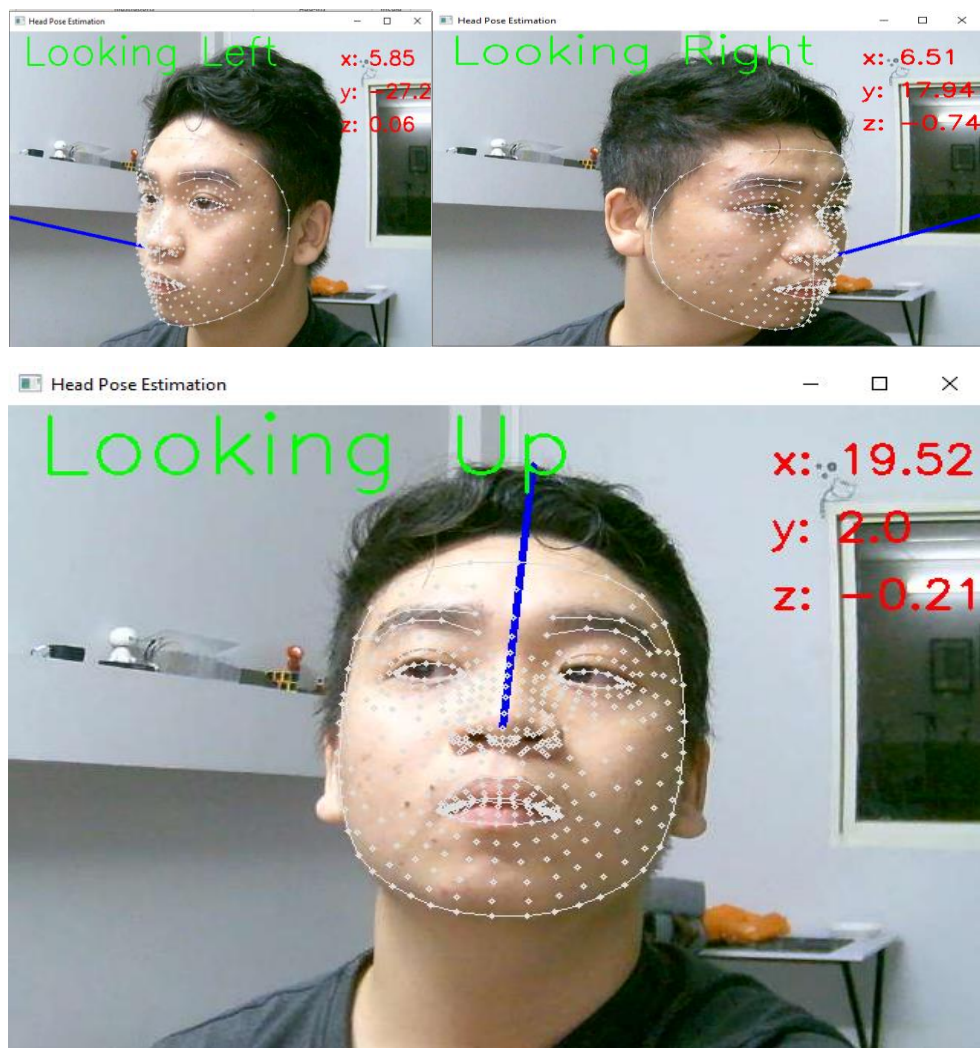 Head Pose Estimation
Looking Left
x: 5.85
y: -27.2
z: 0.06
Head Pose Estimation
Looking Right
x: 6.51
y: 17.94
z: -0.74
Head Pose Estimation
Looking Up
x: 19.52
y: 2.0
z: -0.21